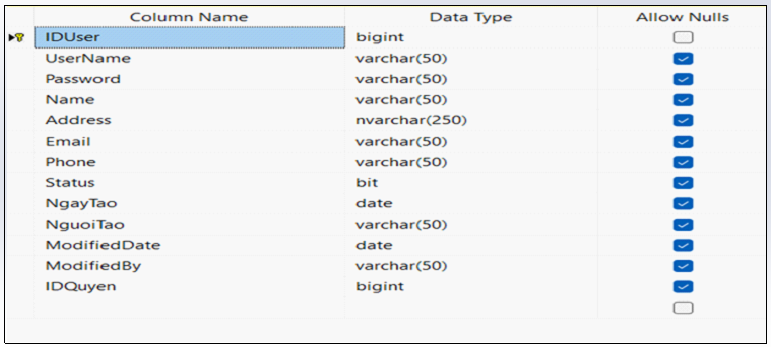 Column Name Data Type Allow Nulls
IDUser bigint
UserName varchar(50)
Password varchar(50)
Name varchar(50)
Address nvarchar(250)
Email varchar(50)
Phone varchar(50)
Status bit
NgayTao date
NguoiTao varchar(50)
ModifiedDate date
ModifiedBy varchar(50)
IDQuyen bigint